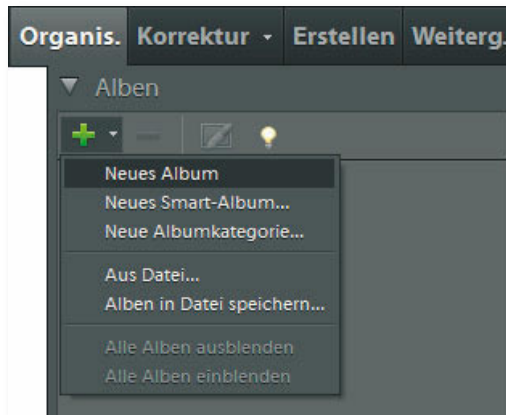 Organis. Korrektur Erstellen Weiterg.
Alben
Neues Album
Neues Smart-Album...
Neue Albumkategorie...
Aus Datei...
Alben in Datei speichern...
Alle Alben ausblenden
Alle Alben einblenden